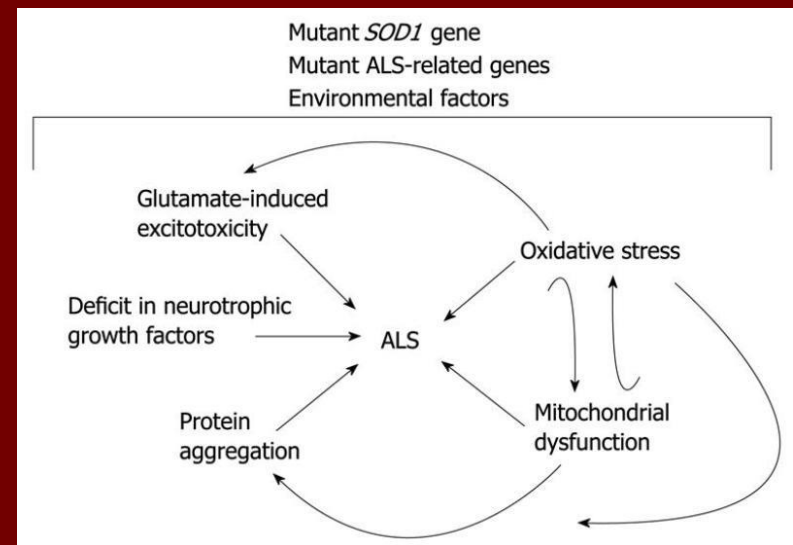 Mutant SOD1 gene
Mutant ALS-related genes
Environmental factors
Glutamate-induced
excitotoxicity
Oxidative stress
Deficit in neurotrophic
growth factors
ALS
Protein
aggregation
Mitochondrial
dysfunction